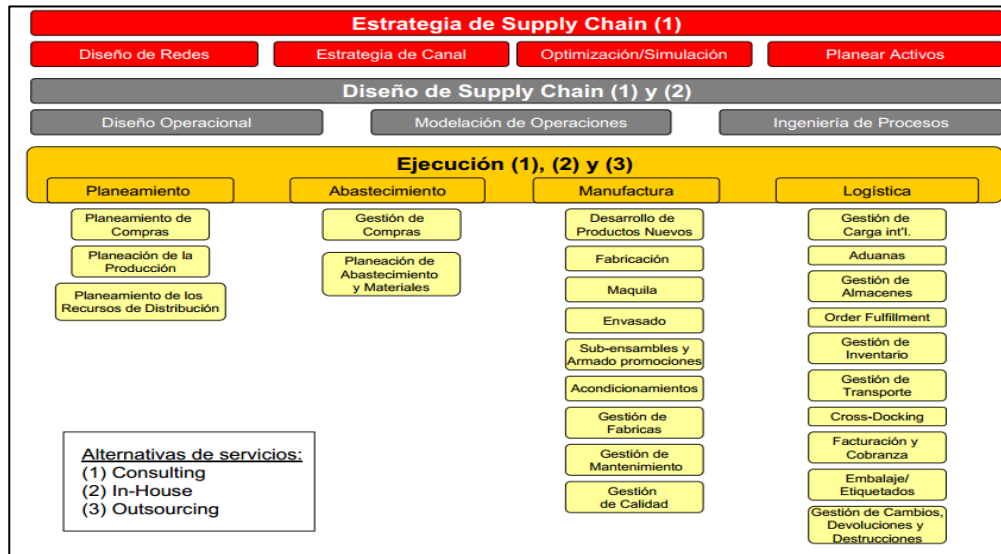 Estrategia de Supply Chain (1)
Diseño de Redes
Estrategia de Canal
Optimización/Simulación
Planear Activos
Diseño de Supply Chain (1) y (2)
Diseño Operacional
Modelación de Operaciones
Ingeniería de Procesos
Ejecución (1), (2) y (3)
Planeamiento
Planeamiento de
Compras
Planeación de la
Producción
Planeamiento de los
Recursos de Distribución
Abastecimiento
Gestión de
Compras
Planeación de
Abastecimiento
y Materiales
Manufactura
Desarrollo de
Productos Nuevos
Fabricación
Maquila
Envasado
Sub-ensambles y
Armado promociones
Acondicionamientos
Gestión de
Fabricas
Gestión de
Mantenimiento
Gestión
de Calidad
Logística
Gestión de
Carga int'l.
Aduanas
Gestión de
Almacenes
Order Fulfillment
Gestión de
Inventario
Gestión de
Transporte
Cross-Docking
Facturación y
Cobranza
Embalaje/
Etiquetados
Gestión de Cambios,
Devoluciones y
Destrucciones
Alternativas de servicios:
(1) Consulting
(2) In-House
(3) Outsourcing